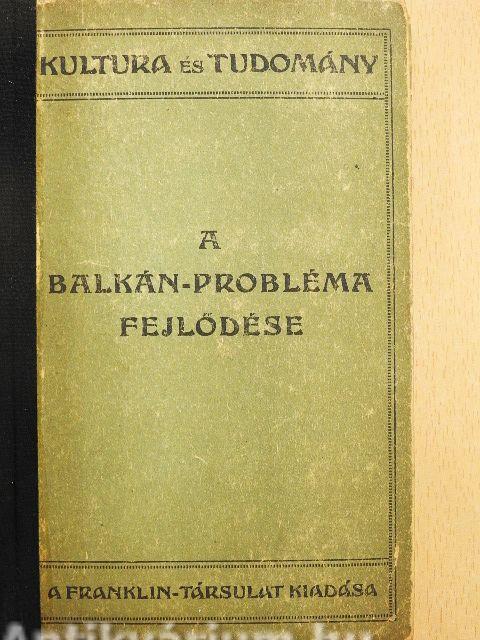 KULTURA ÉS TUDOMÁNY
A
BALKÁN-PROBLÉMA
FEJLŐDÉSE
A FRANKLIN-TÁRSULAT KIADÁSA